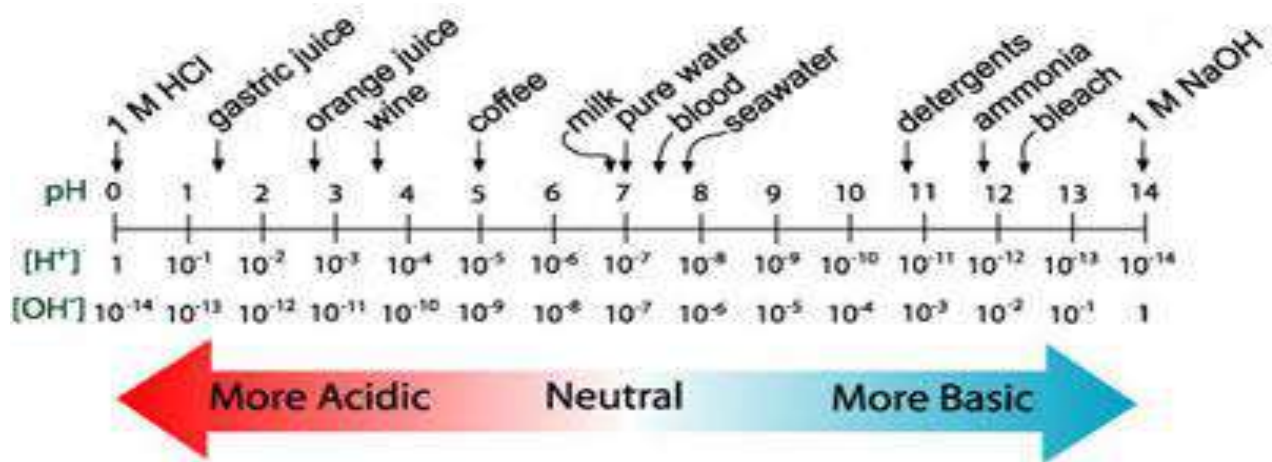 1 M HCl gastric juice orange juice wine coffee milk pure water blood seawater detergents ammonia bleach 1 M NaOH
pH 0 1 2 3 4 5 6 7 8 9 10 11 12 13 14
[H⁺] 1 10⁻¹ 10⁻² 10⁻³ 10⁻⁴ 10⁻⁵ 10⁻⁶ 10⁻⁷ 10⁻⁸ 10⁻⁹ 10⁻¹⁰ 10⁻¹¹ 10⁻¹² 10⁻¹³ 10⁻¹⁴
[OH⁻] 10⁻¹⁴ 10⁻¹³ 10⁻¹² 10⁻¹¹ 10⁻¹⁰ 10⁻⁹ 10⁻⁸ 10⁻⁷ 10⁻⁶ 10⁻⁵ 10⁻⁴ 10⁻³ 10⁻² 10⁻¹ 1
More Acidic Neutral More Basic